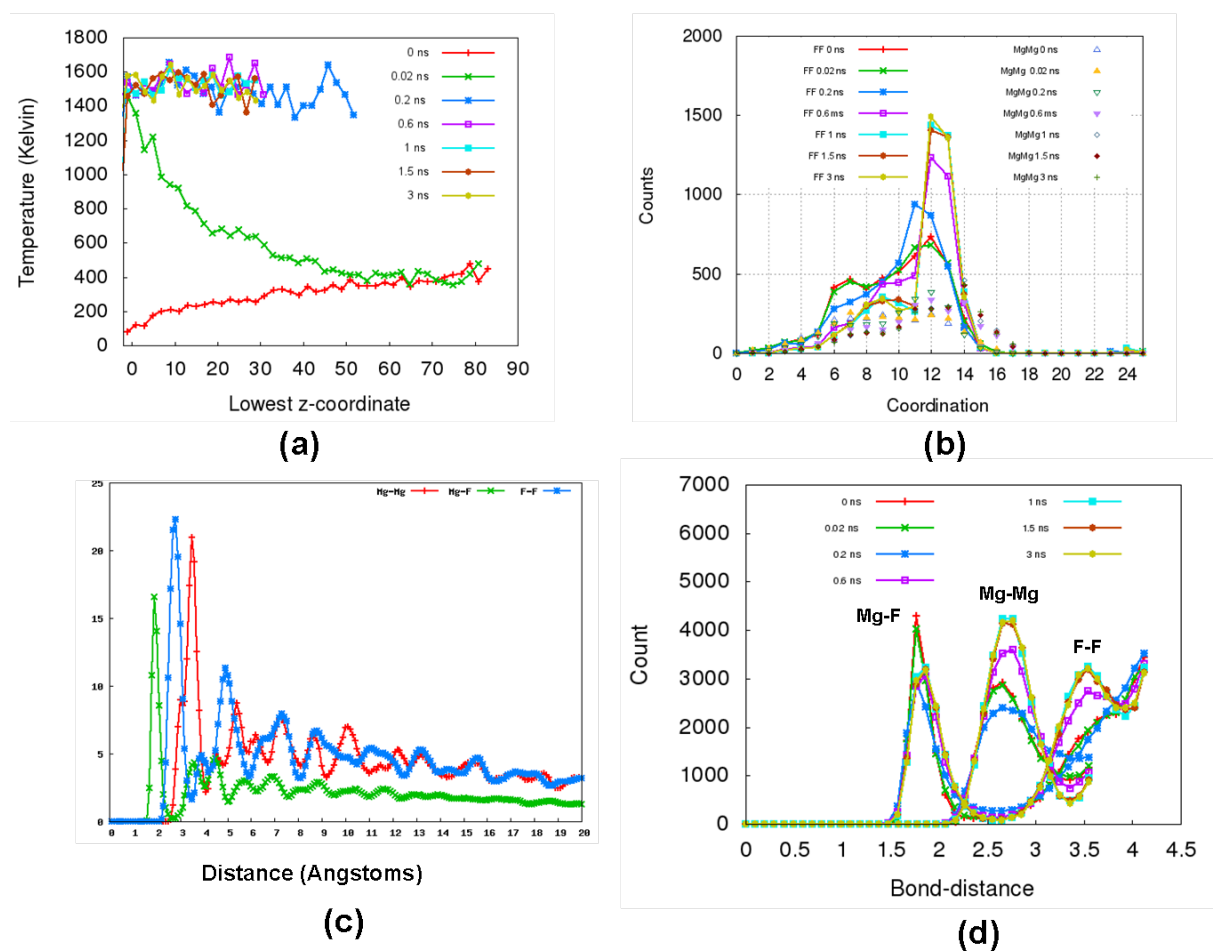 1800
1600
1400
1200
1000
800
600
400
200
0
Temperature (Kelvin)
0 ns
0.02 ns
0.2 ns
0.6 ns
1 ns
1.5 ns
3 ns
0 10 20 30 40 50 60 70 80 90
Lowest z-coordinate
(a)
2000
1500
1000
500
0
Counts
FF 0 ns
FF 0.02 ns
FF 0.2 ns
FF 0.6 ms
FF 1 ns
FF 1.5 ns
FF 3 ns
MgMg 0 ns
MgMg 0.02 ns
MgMg 0.2 ns
MgMg 0.6 ms
MgMg 1 ns
MgMg 1.5 ns
MgMg 3 ns
0 2 4 6 8 10 12 14 16 18 20 22 24
Coordination
(b)
25
20
15
10
5
0
Mg-Mg Mg-F F-F
0 1 2 3 4 5 6 7 8 9 10 11 12 13 14 15 16 17 18 19 20
Distance (Angstoms)
(c)
7000
6000
5000
4000
3000
2000
1000
0
Count
0 ns
0.02 ns
0.2 ns
0.6 ns
1 ns
1.5 ns
3 ns
Mg-F
Mg-Mg
F-F
0 0.5 1 1.5 2 2.5 3 3.5 4 4.5
Bond-distance
(d)